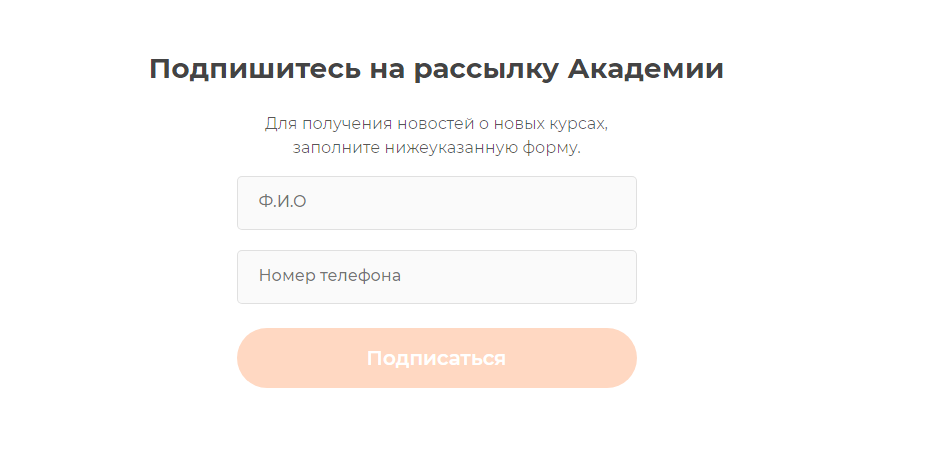 Подпишитесь на рассылку Академии
Для получения новостей о новых курсах,
заполните нижеуказанную форму.
Ф.И.О
Номер телефона
Подписаться